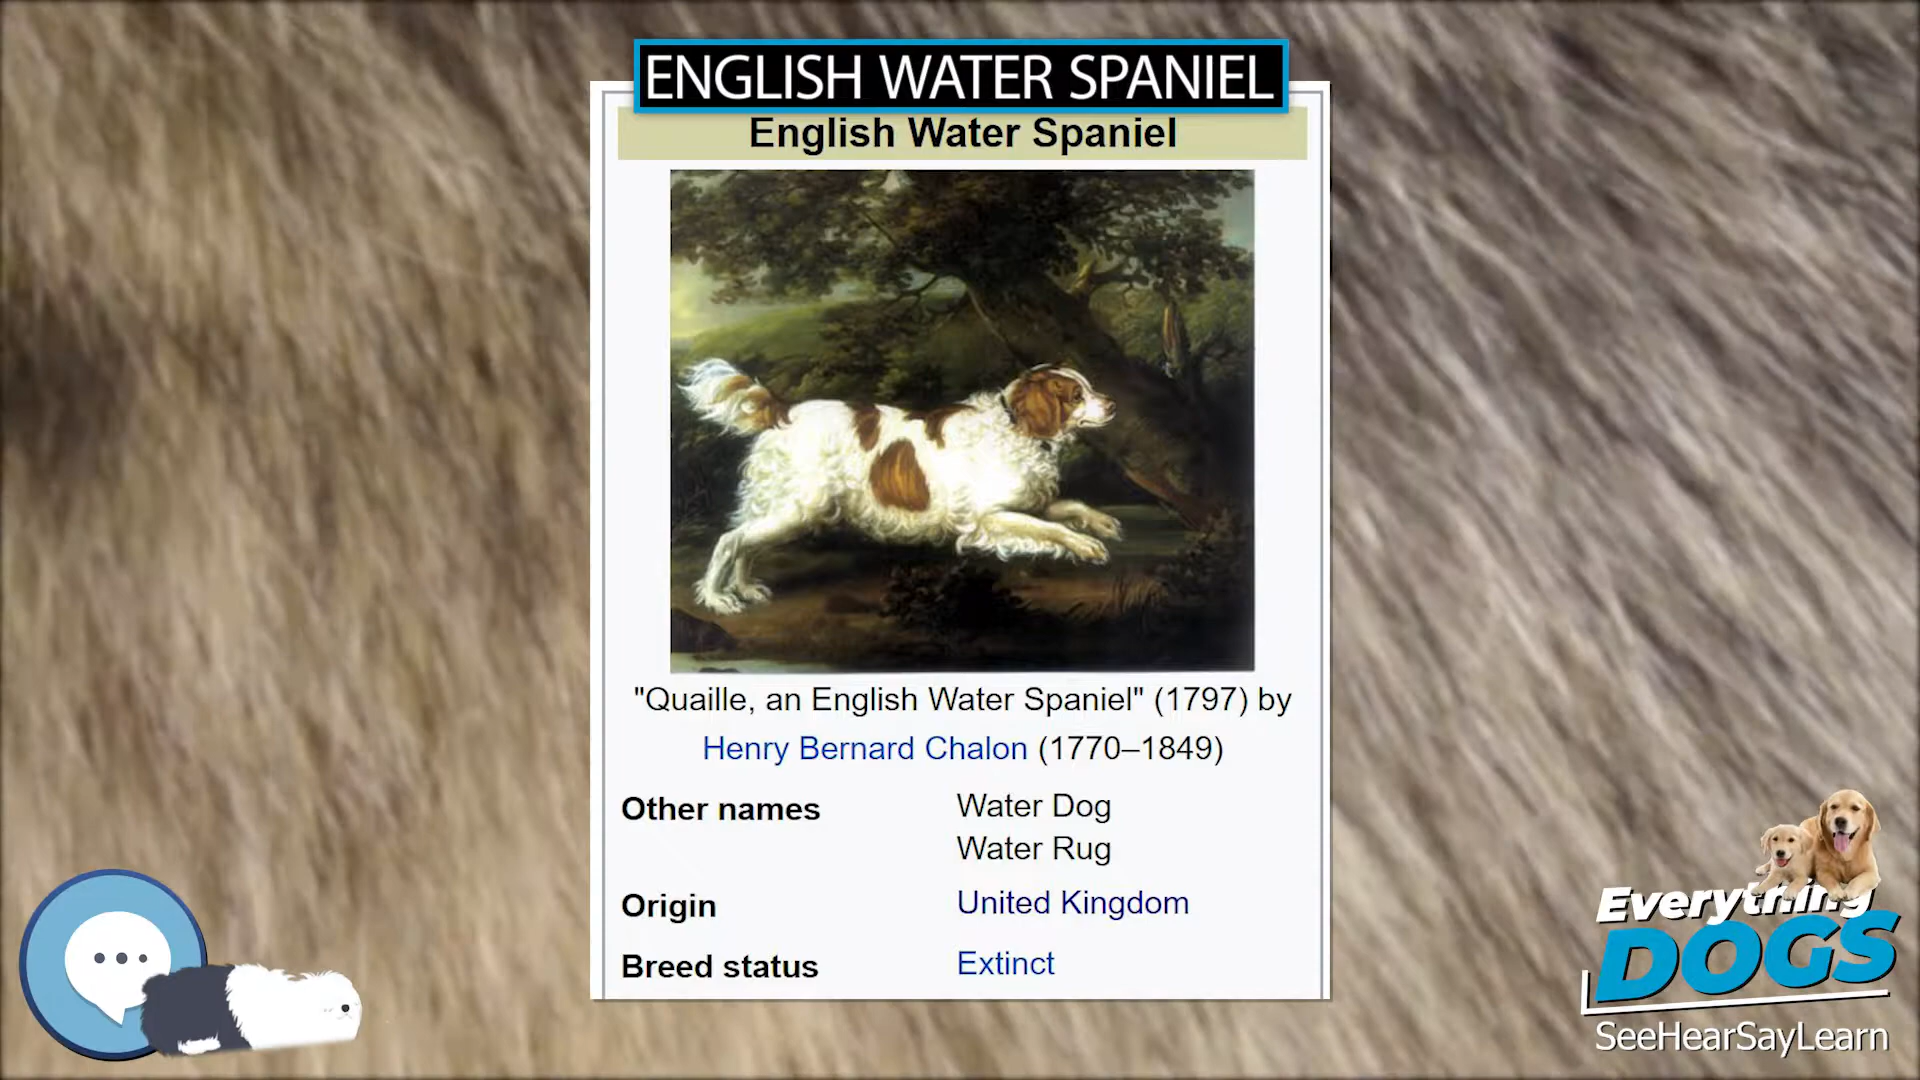 ENGLISH WATER SPANIEL
English Water Spaniel
"Quaille, an English Water Spaniel" (1797) by
Henry Bernard Chalon (1770–1849)
Other names Water Dog
Water Rug
Origin United Kingdom
Breed status Extinct
Everything
DOGS
SeeHearSayLearn